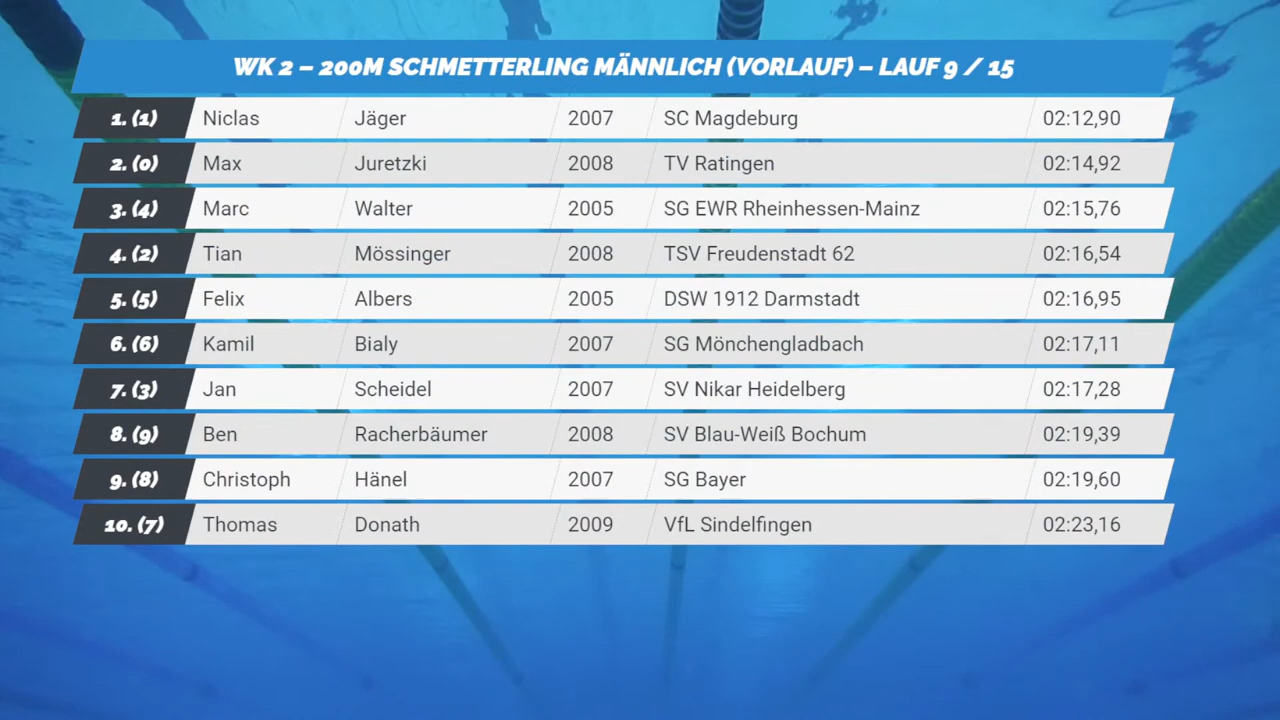 WK 2 – 200M SCHMETTERLING MÄNNLICH (VORLAUF) – LAUF 9 / 15
1. (1) Niclas Jäger 2007 SC Magdeburg 02:12,90
2. (0) Max Juretzki 2008 TV Ratingen 02:14,92
3. (4) Marc Walter 2005 SG EWR Rheinhessen-Mainz 02:15,76
4. (2) Tian Mössinger 2008 TSV Freudenstadt 62 02:16,54
5. (5) Felix Albers 2005 DSW 1912 Darmstadt 02:16,95
6. (6) Kamil Bialy 2007 SG Mönchengladbach 02:17,11
7. (3) Jan Scheidel 2007 SV Nikar Heidelberg 02:17,28
8. (9) Ben Racherbäumer 2008 SV Blau-Weiß Bochum 02:19,39
9. (8) Christoph Hänel 2007 SG Bayer 02:19,60
10. (7) Thomas Donath 2009 VfL Sindelfingen 02:23,16